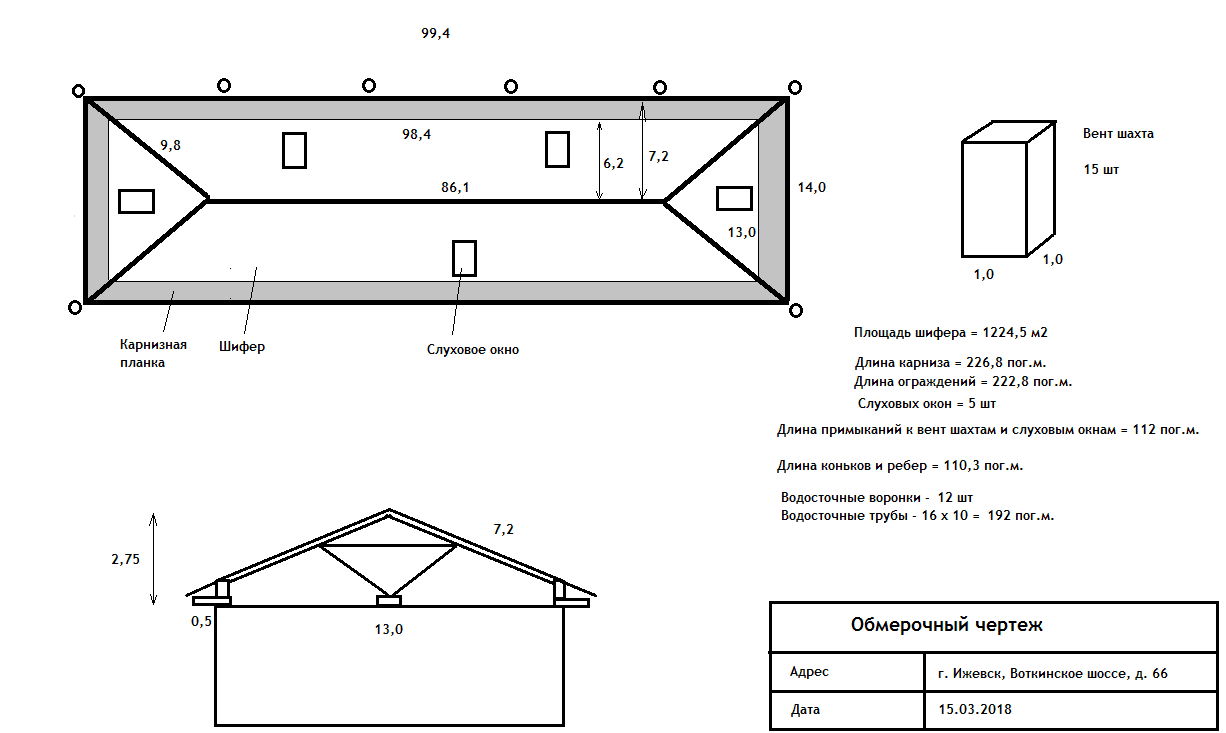 99,4
9,8
98,4
6,2
7,2
86,1
14,0
13,0
Вент шахта
15 шт
1,0
1,0
Карнизная
планка
Шифер
Слуховое окно
Площадь шифера = 1224,5 м2
Длина карниза = 226,8 пог.м.
Длина ограждений = 222,8 пог.м.
Слуховых окон = 5 шт
Длина примыканий к вент шахтам и слуховым окнам = 112 пог.м.
Длина коньков и ребер = 110,3 пог.м.
Водосточные воронки - 12 шт
Водосточные трубы - 16 х 10 = 192 пог.м.
2,75
7,2
0,5
13,0
Обмерочный чертеж
Адрес
г. Ижевск, Воткинское шоссе, д. 66
Дата
15.03.2018